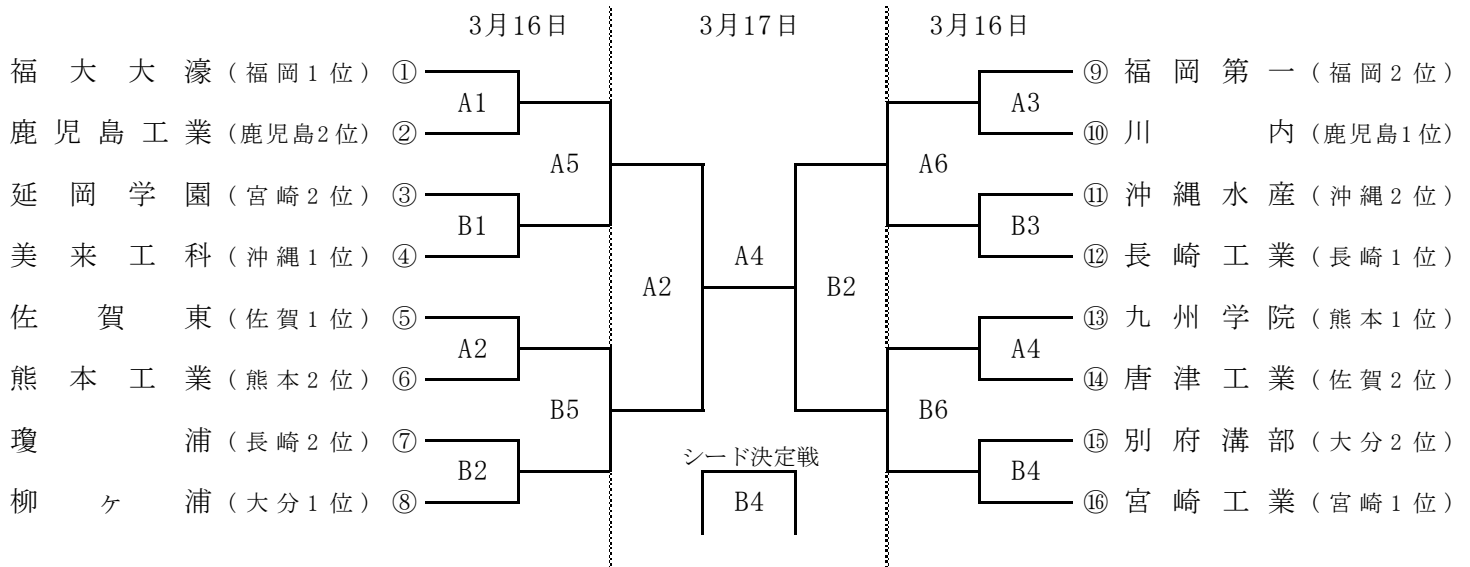 3月16日 3月17日 3月16日
福大大濠(福岡1位) ① ⑨ 福岡第一(福岡2位)
A1 A3
鹿児島工業(鹿児島2位) ② ⑩ 川内(鹿児島1位)
A5 A6
延岡学園(宮崎2位) ③ ⑪ 沖縄水産(沖縄2位)
B1 B3
美来工科(沖縄1位) ④ A4 ⑫ 長崎工業(長崎1位)
A2 B2
佐賀東(佐賀1位) ⑤ ⑬ 九州学院(熊本1位)
A2 A4
熊本工業(熊本2位) ⑥ ⑭ 唐津工業(佐賀2位)
B5 B6
瓊浦(長崎2位) ⑦ ⑮ 別府溝部(大分2位)
シード決定戦
B2 B4
柳ヶ浦(大分1位) ⑧ B4 ⑯ 宮崎工業(宮崎1位)